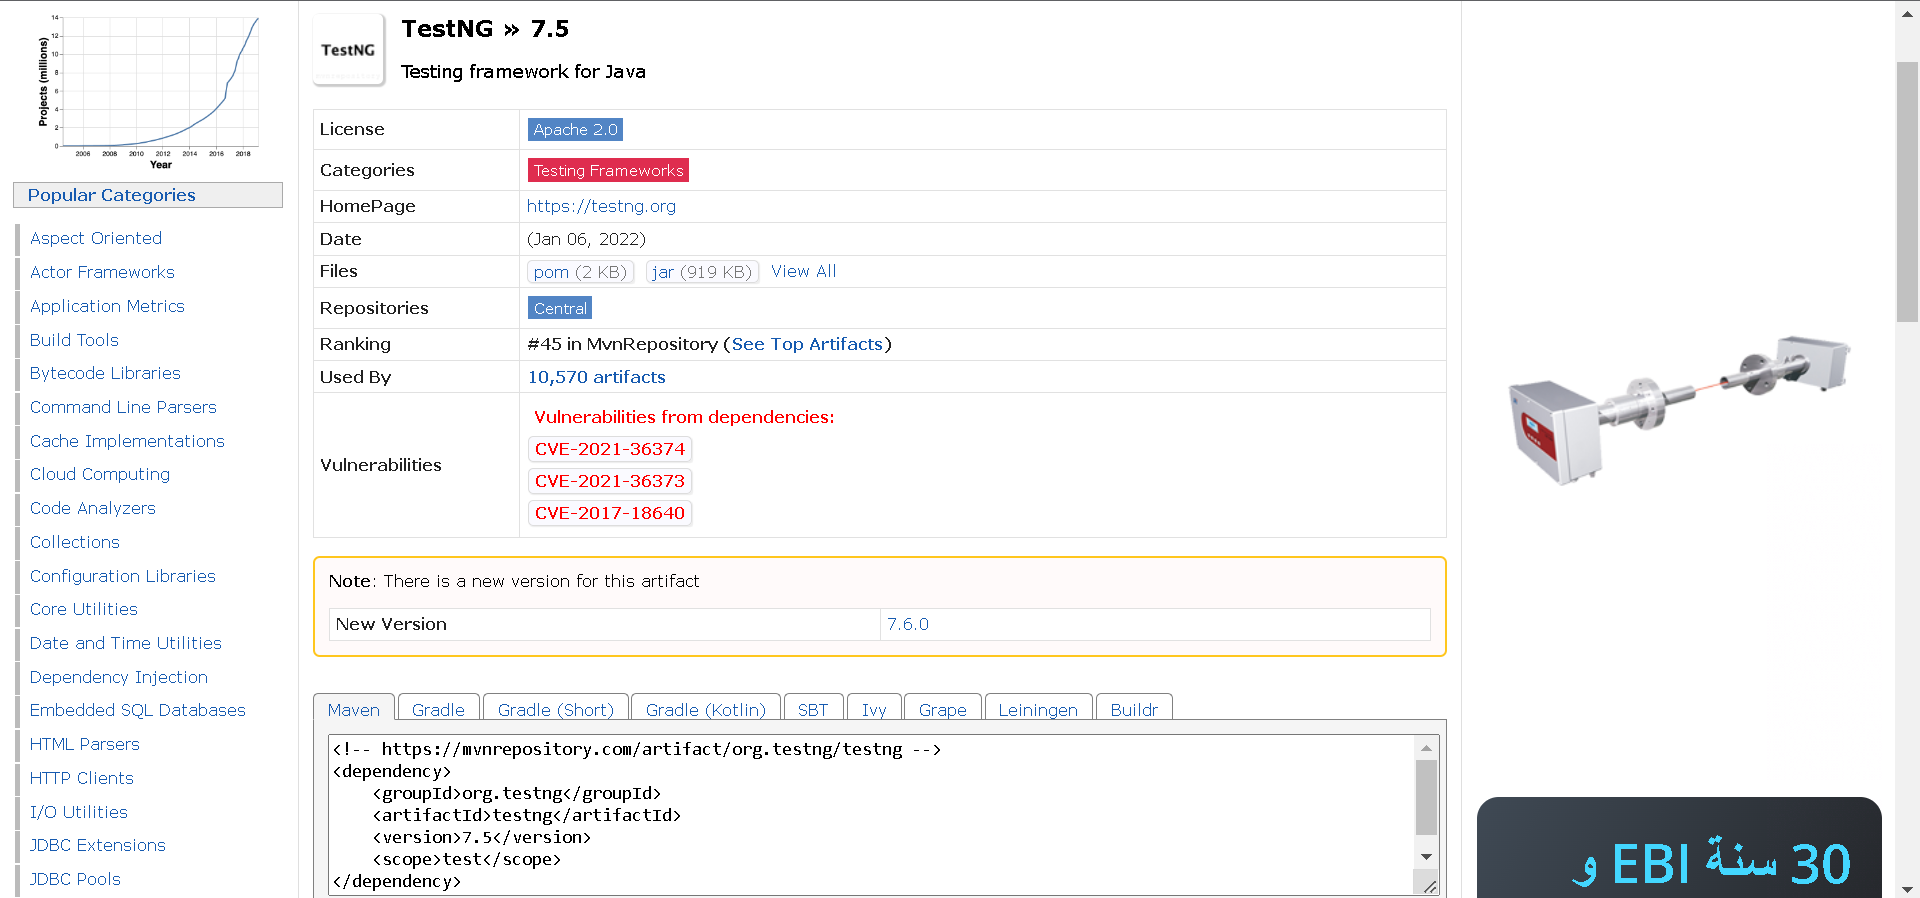 14
12
10
8
6
4
2
0
Projects (millions)
2006 2008 2010 2012 2014 2016 2018
Year
Popular Categories
Aspect Oriented
Actor Frameworks
Application Metrics
Build Tools
Bytecode Libraries
Command Line Parsers
Cache Implementations
Cloud Computing
Code Analyzers
Collections
Configuration Libraries
Core Utilities
Date and Time Utilities
Dependency Injection
Embedded SQL Databases
HTML Parsers
HTTP Clients
I/O Utilities
JDBC Extensions
JDBC Pools
TestNG
TestNG » 7.5
Testing framework for Java
License Apache 2.0
Categories Testing Frameworks
HomePage https://testng.org
Date (Jan 06, 2022)
Files pom (2 KB) jar (919 KB) View All
Repositories Central
Ranking #45 in MvnRepository (See Top Artifacts)
Used By 10,570 artifacts
Vulnerabilities
Vulnerabilities from dependencies:
CVE-2021-36374
CVE-2021-36373
CVE-2017-18640
Note: There is a new version for this artifact
New Version 7.6.0
Maven Gradle Gradle (Short) Gradle (Kotlin) SBT Ivy Grape Leiningen Buildr
<!-- https://mvnrepository.com/artifact/org.testng/testng -->
<dependency>
    <groupId>org.testng</groupId>
    <artifactId>testng</artifactId>
    <version>7.5</version>
    <scope>test</scope>
</dependency>
30 سنة EBI و